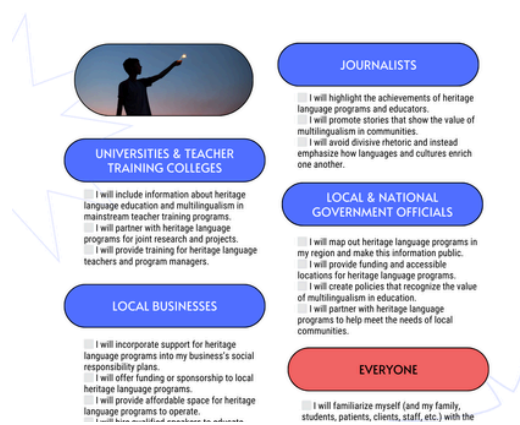 UNIVERSITIES & TEACHER
TRAINING COLLEGES
I will include information about heritage
language education and multilingualism in
mainstream teacher training programs.
I will partner with heritage language
programs for joint research and projects.
I will provide training for heritage language
teachers and program managers.
LOCAL BUSINESSES
I will incorporate support for heritage
language programs into my business's social
responsibility plans.
I will offer funding or sponsorship to local
heritage language programs.
I will provide affordable space for heritage
language programs to operate.
I will hire qualified speakers to educate
JOURNALISTS
I will highlight the achievements of heritage
language programs and educators.
I will promote stories that show the value of
multilingualism in communities.
I will avoid divisive rhetoric and instead
emphasize how languages and cultures enrich
one another.
LOCAL & NATIONAL
GOVERNMENT OFFICIALS
I will map out heritage language programs in
my region and make this information public.
I will provide funding and accessible
locations for heritage language programs.
I will create policies that recognize the value
of multilingualism in education.
I will partner with heritage language
programs to help meet the needs of local
communities.
EVERYONE
I will familiarize myself (and my family,
students, patients, clients, staff, etc.) with the